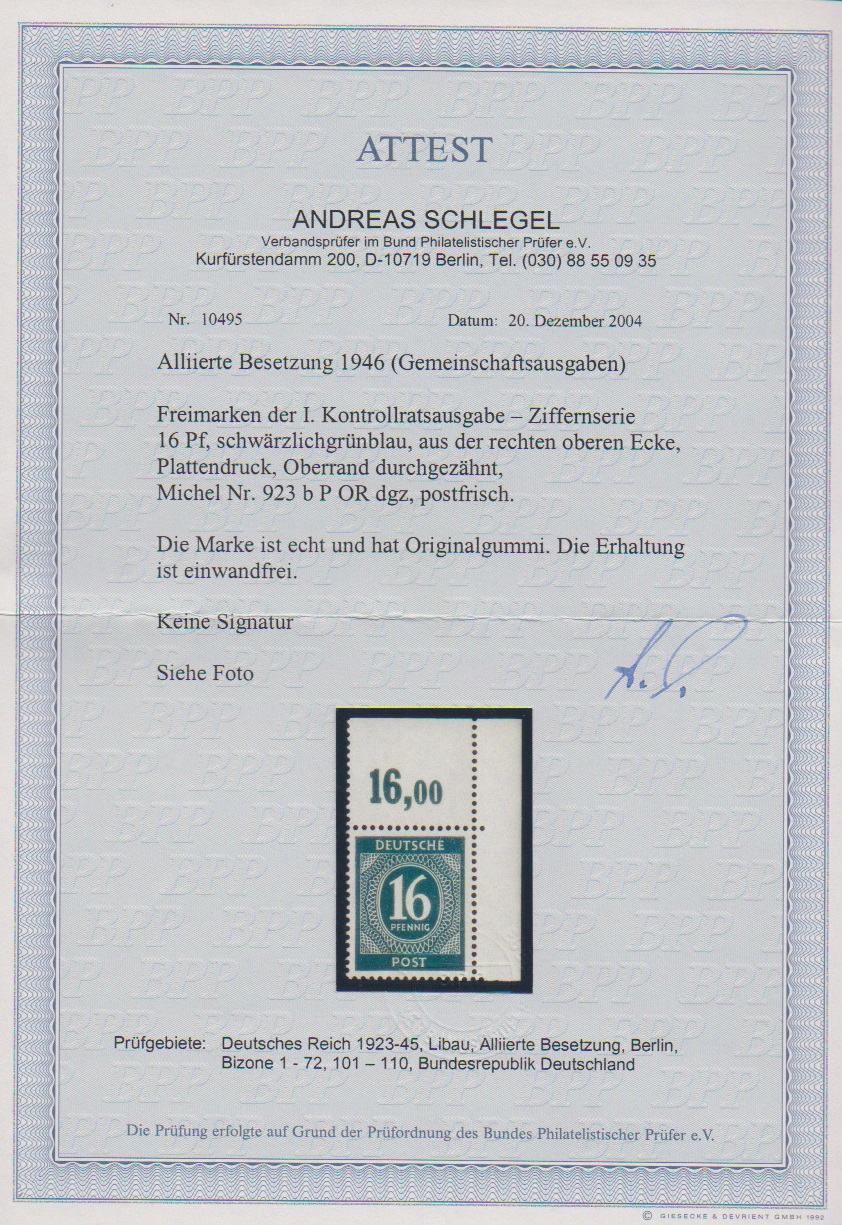 ATTEST
ANDREAS SCHLEGEL
Verbandsprüfer im Bund Philatelistischer Prüfer e.V.
Kurfürstendamm 200, D-10719 Berlin, Tel. (030) 88 55 09 35
Nr. 10495 Datum: 20. Dezember 2004
Alliierte Besetzung 1946 (Gemeinschaftsausgaben)
Freimarken der I. Kontrollratsausgabe – Ziffernserie
16 Pf, schwärzlichgrünblau, aus der rechten oberen Ecke,
Plattendruck, Oberrand durchgezähnt,
Michel Nr. 923 b P OR dgz, postfrisch.
Die Marke ist echt und hat Originalgummi. Die Erhaltung
ist einwandfrei.
Keine Signatur
Siehe Foto
16,00
DEUTSCHE
16
PFENNIG
POST
Prüfgebiete: Deutsches Reich 1923-45, Libau, Alliierte Besetzung, Berlin,
Bizone 1 - 72, 101 – 110, Bundesrepublik Deutschland
Die Prüfung erfolgte auf Grund der Prüfordnung des Bundes Philatelistischer Prüfer e.V.
© GIESECKE & DEVRIENT GMBH 1992